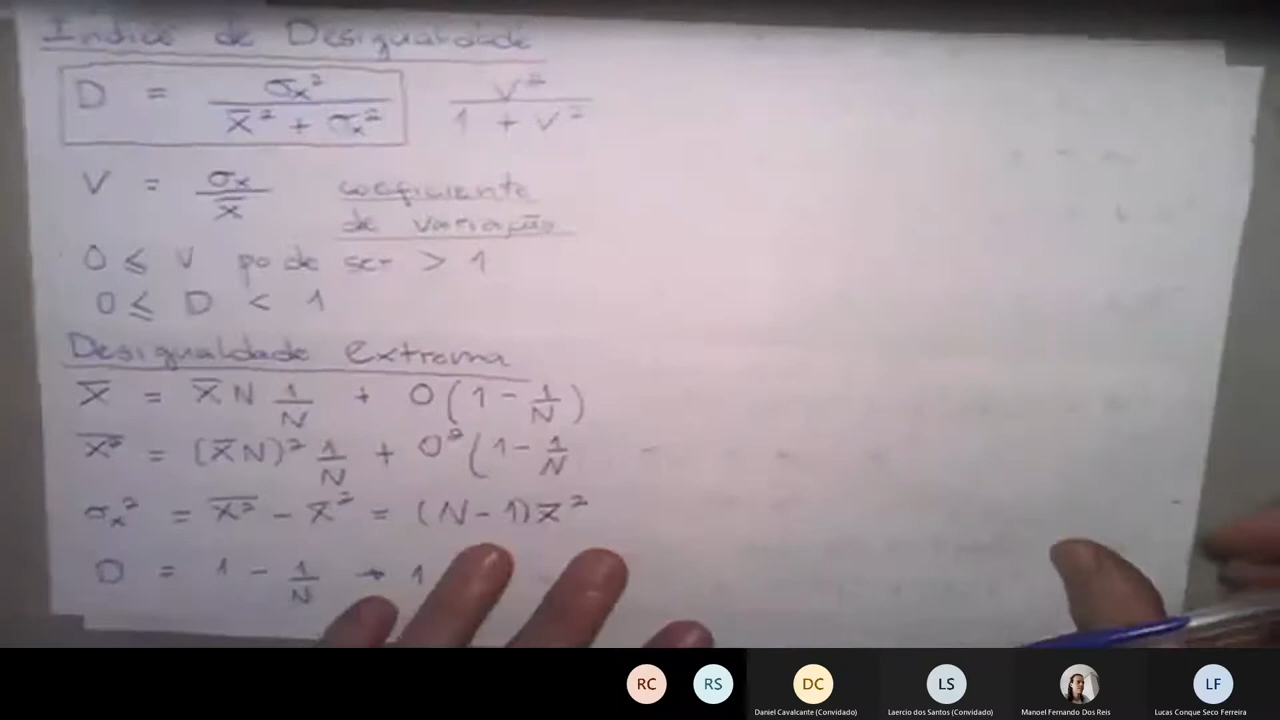 Índice de Desigualdade
D = σx² / (x̄² + σx²)    V² / (1 + V²)
V = σx / x̄    coeficiente de variação
0 ≤ V pode ser > 1
0 ≤ D < 1
Desigualdade Extrema
x̄ = x̄N 1/N + 0(1 - 1/N)
x̄² = (x̄N)² 1/N + 0²(1 - 1/N
σx² = x̄² - x̄² = (N-1)x̄²
D = 1 - 1/N → 1
RC RS DC LS LF
Daniel Cavalcante (Convidado) Laercio dos Santos (Convidado) Manoel Fernando Dos Reis Lucas Conque Seco Ferreira